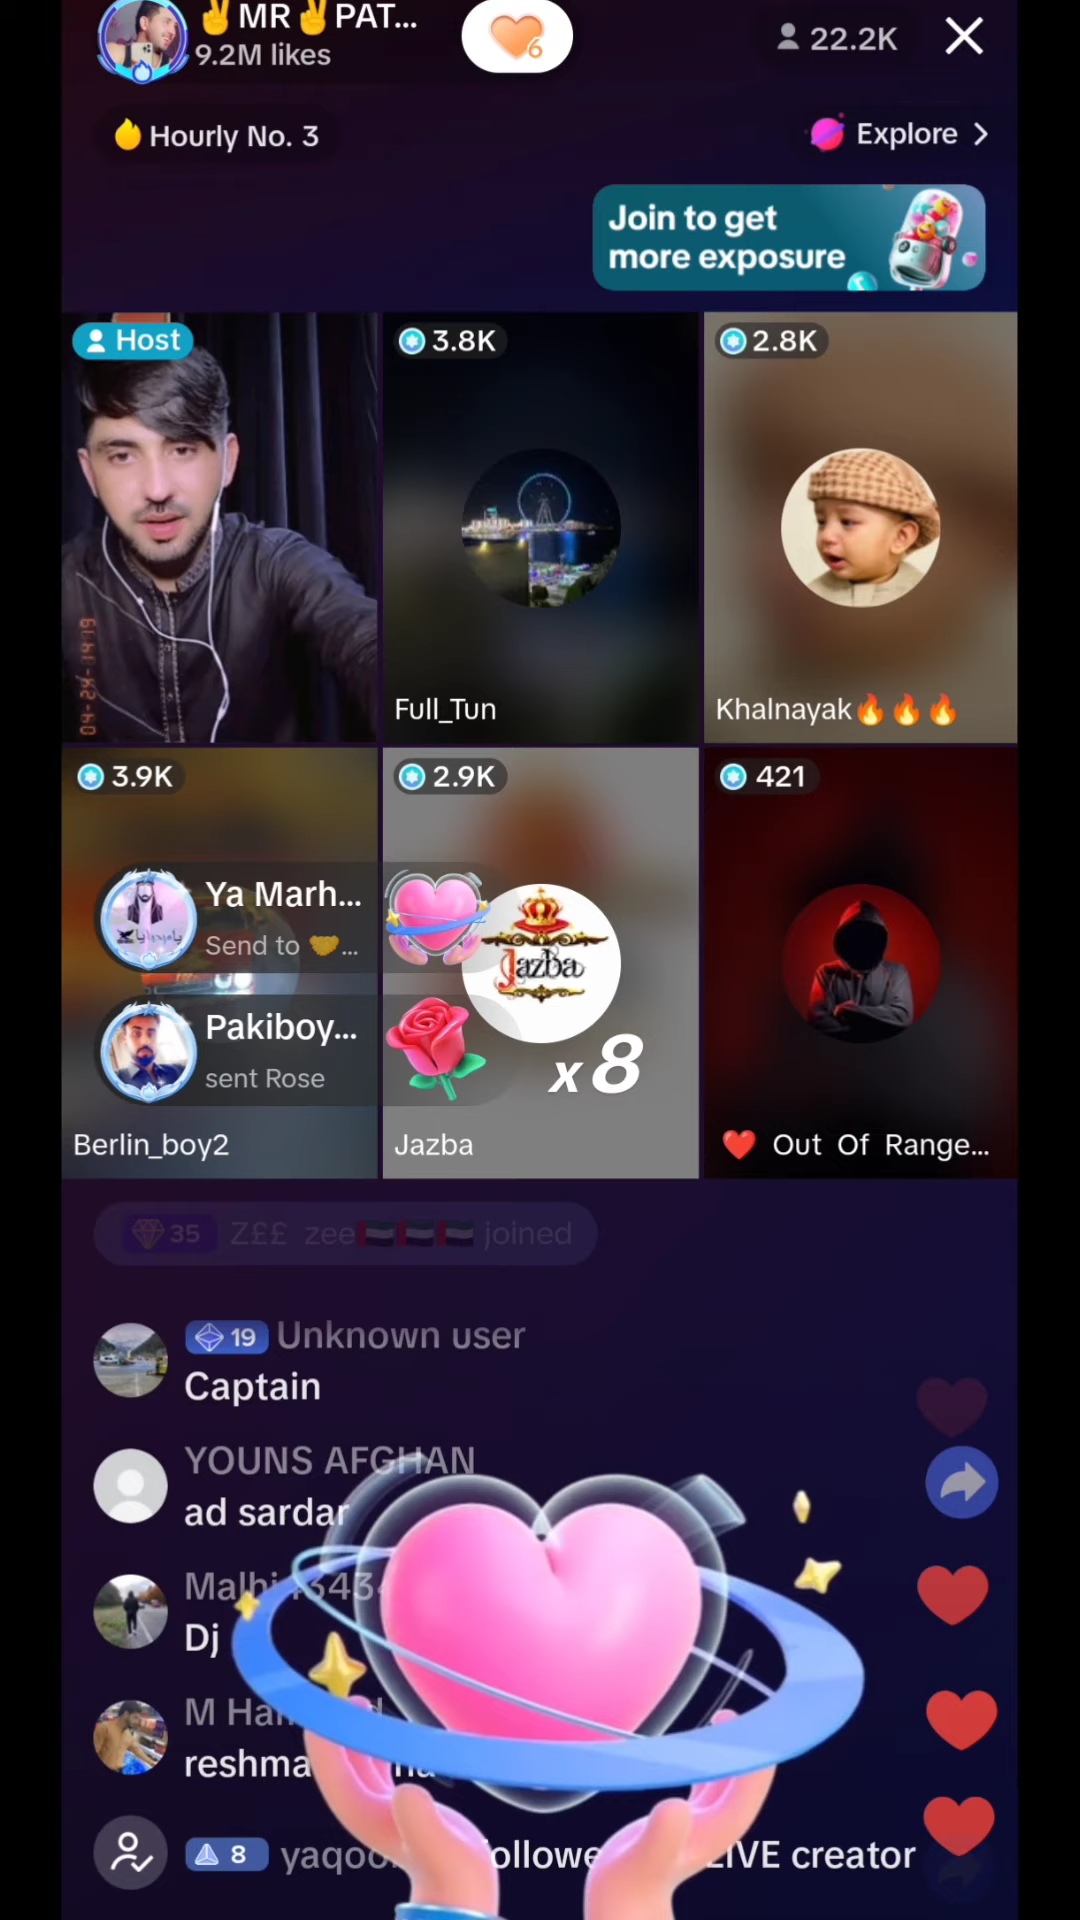 ✌️MR✌️PAT...
9.2M likes
6
22.2K
Hourly No. 3
Explore >
Join to get
more exposure
Host
3.8K
2.8K
Full_Tun
Khalnayak🔥🔥🔥
3.9K
2.9K
421
Ya Marh...
Send to 🤝...
Jazba
Pakiboy...
sent Rose
x8
Berlin_boy2
Jazba
❤️ Out Of Range...
35 Z££ zee🇦🇪🇦🇪🇦🇪 joined
19 Unknown user
Captain
YOUNS AFGHAN
ad sardar
Dj
reshma
8
LIVE creator